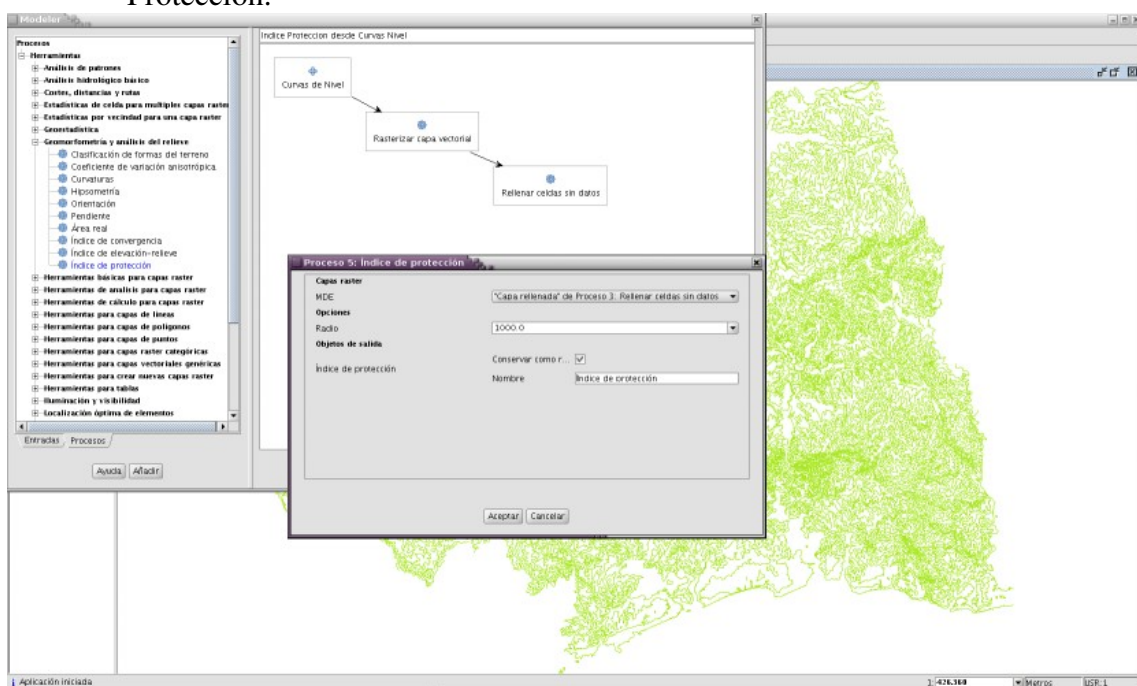 Protección.
Modeler
Procesos
Herramientas
Análisis de patrones
Análisis hidrológico básico
Costes, distancias y rutas
Estadísticas de celda para multiples capas raster
Estadísticas por vecindad para una capa raster
Geoestadística
Geomorfometría y análisis del relieve
Clasificación de formas del terreno
Coeficiente de variación anisotrópica
Curvaturas
Hipsometría
Orientación
Pendiente
Área real
Índice de convergencia
Índice de elevación-relieve
Índice de protección
Herramientas básicas para capas raster
Herramientas de analisis para capas raster
Herramientas de cálculo para capas raster
Herramientas para capas de líneas
Herramientas para capas de polígonos
Herramientas para capas de puntos
Herramientas para capas raster categóricas
Herramientas para capas vectoriales genéricas
Herramientas para crear nuevas capas raster
Herramientas para tablas
Iluminación y visibilidad
Localización óptima de elementos
Entradas Procesos
Ayuda Añadir
Indice Proteccion desde Curvas Nivel
Curvas de Nivel
Rasterizar capa vectorial
Rellenar celdas sin datos
Proceso 5: Índice de protección
Capas raster
MDE "Capa rellenada" de Proceso 3: Rellenar celdas sin datos
Opciones
Radio 1000.0
Objetos de salida
Índice de protección
Conservar como r...
Nombre Índice de protección
Aceptar Cancelar
Aplicación iniciada 1: 426.360 Metros USR:1